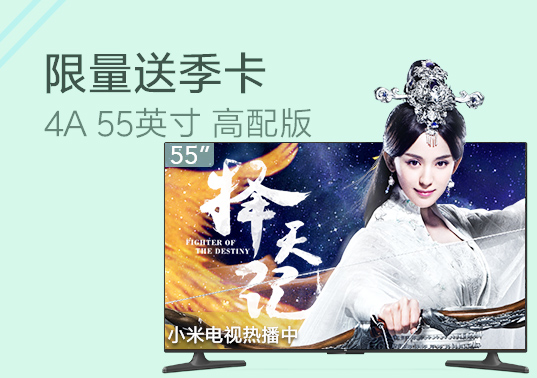 限量送季卡
4A 55英寸 高配版
55”
择天记
FIGHTER OF
THE DESTINY
小米电视热播中